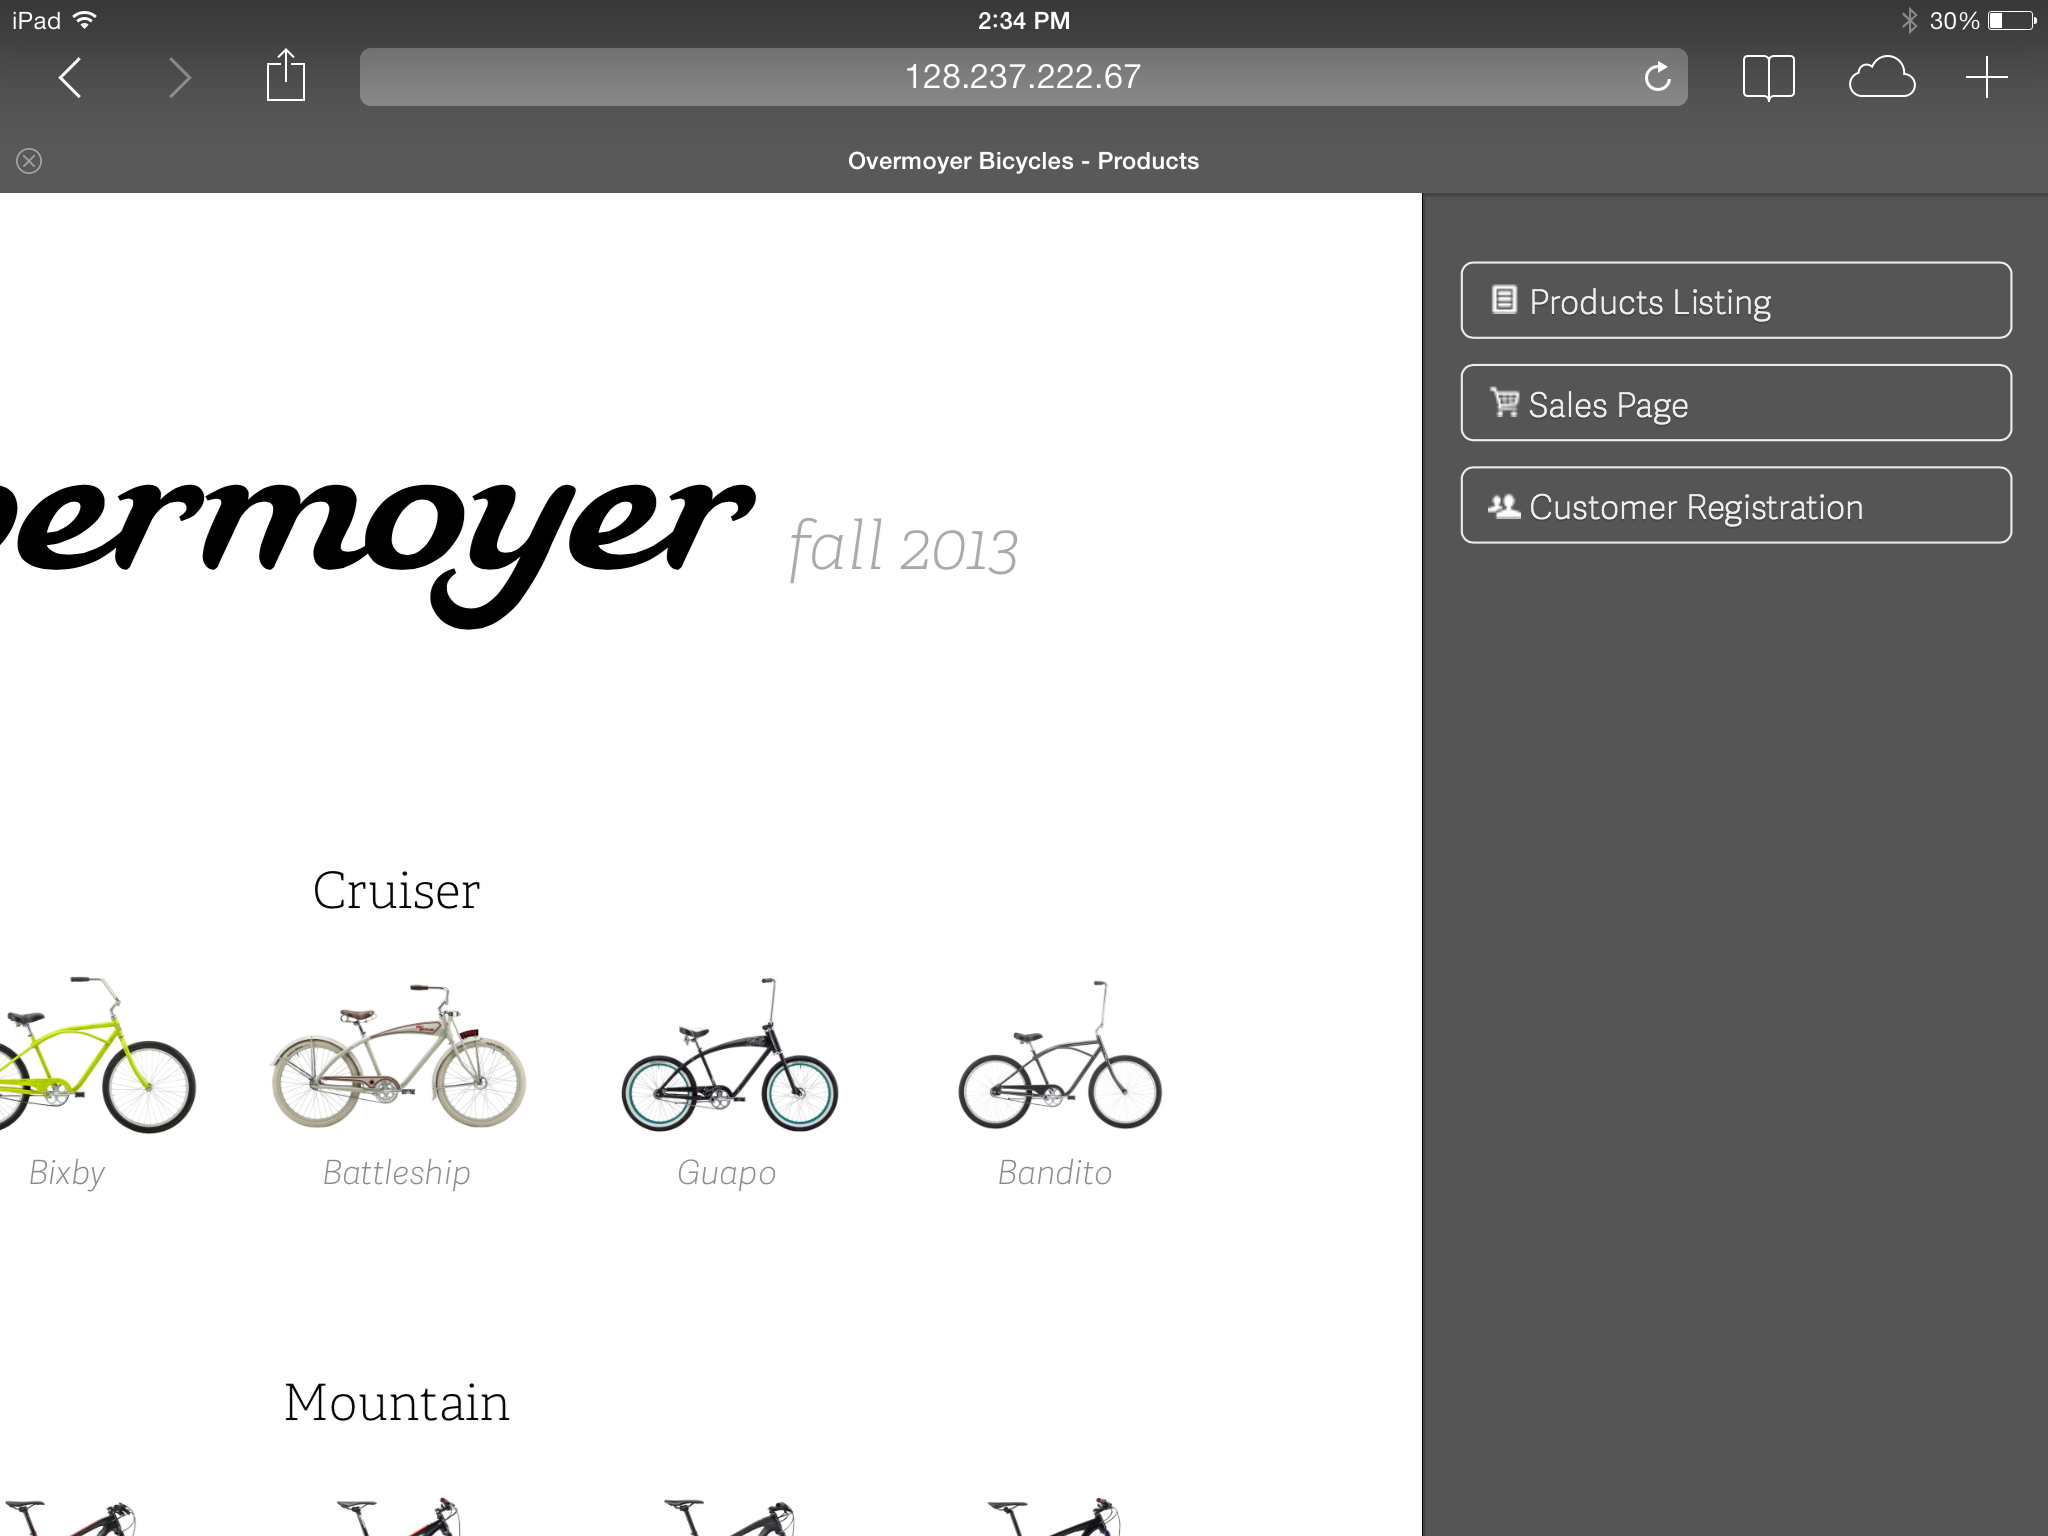 iPad 2:34 PM 30%
128.237.222.67
Overmoyer Bicycles - Products
Products Listing
Sales Page
Customer Registration
vermoyer fall 2013
Cruiser
Bixby Battleship Guapo Bandito
Mountain